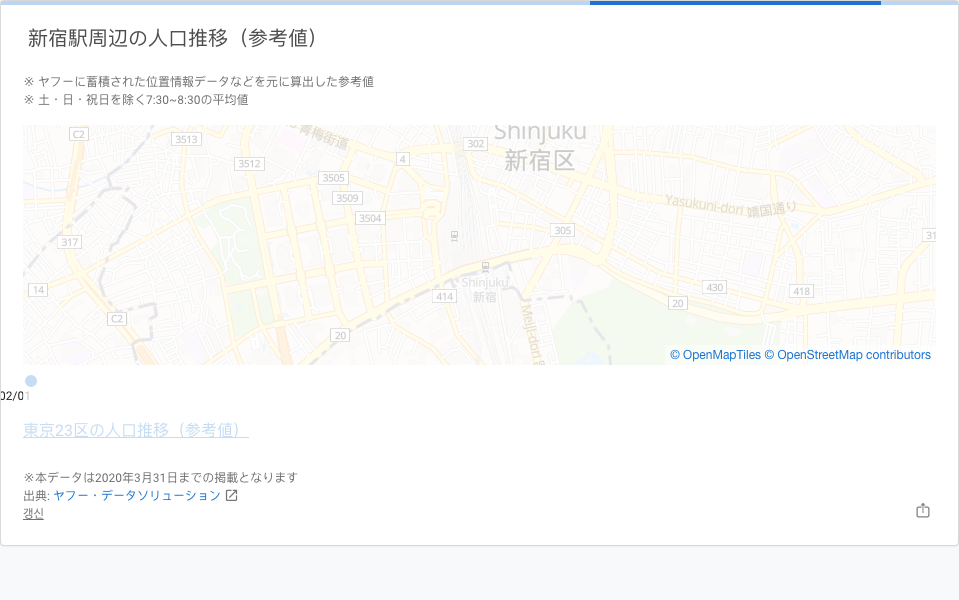 新宿駅周辺の人口推移（参考値）
※ ヤフーに蓄積された位置情報データなどを元に算出した参考値
※ 土・日・祝日を除く7:30~8:30の平均値
C2
3513
青梅街道
302
Shinjuku
新宿区
3512
4
3505
3509
Yasukuni-dori 靖国通り
3504
305
31
317
Shinjuku
新宿
14
414
430
418
20
C2
Meiji-dori
20
© OpenMapTiles © OpenStreetMap contributors
02/01
東京23区の人口推移（参考値）
※本データは2020年3月31日までの掲載となります
出典: ヤフー・データソリューション
갱신